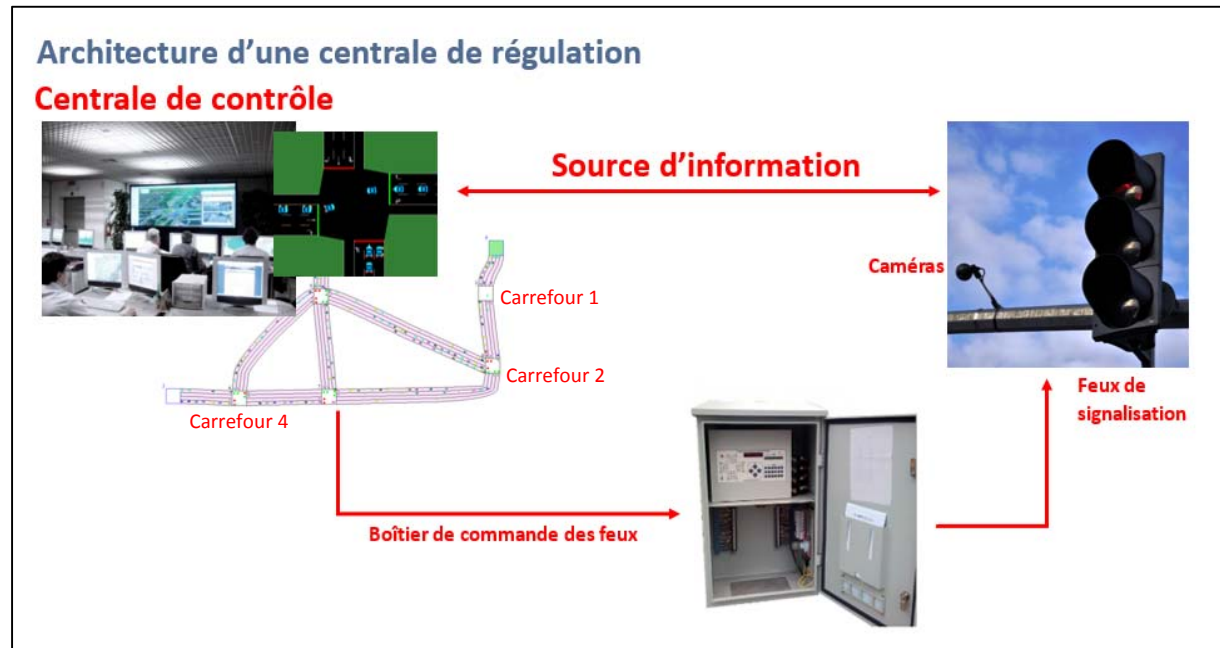 Architecture d'une centrale de régulation
Centrale de contrôle
Source d'information
Caméras
Carrefour 1
Carrefour 2
Carrefour 4
Feux de
signalisation
Boîtier de commande des feux